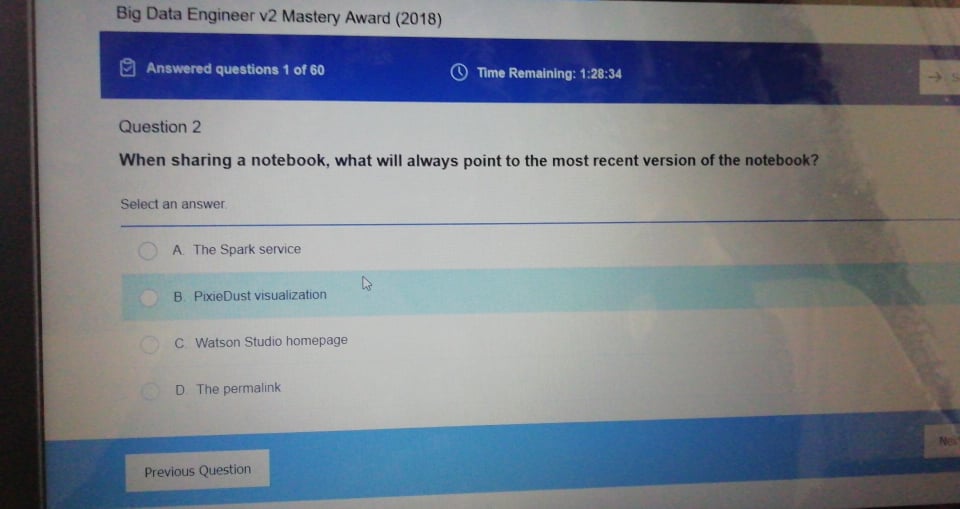 Big Data Engineer v2 Mastery Award (2018)
Answered questions 1 of 60
Time Remaining: 1:28:34
Question 2
When sharing a notebook, what will always point to the most recent version of the notebook?
Select an answer.
A. The Spark service
B. PixieDust visualization
C. Watson Studio homepage
D. The permalink
Previous Question